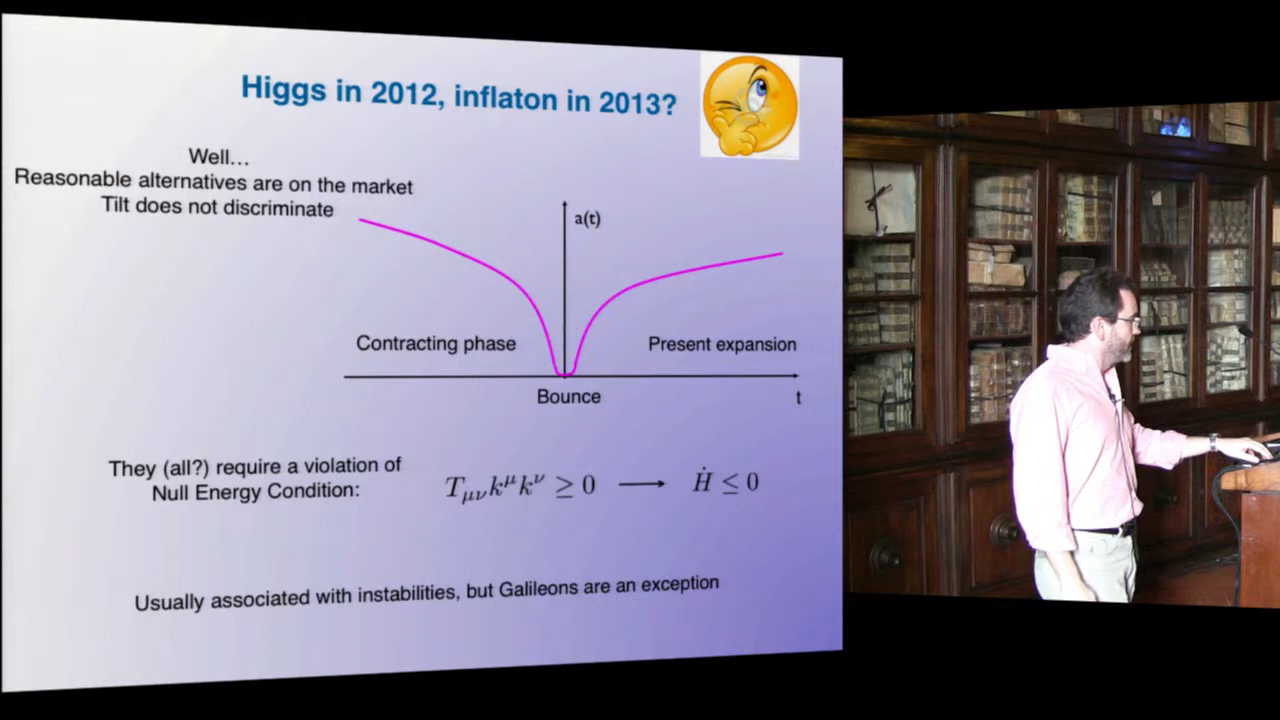 Higgs in 2012, inflaton in 2013?
Well...
Reasonable alternatives are on the market
Tilt does not discriminate
a(t)
Contracting phase
Present expansion
Bounce
t
They (all?) require a violation of
Null Energy Condition:
$T_{\mu\nu}k^{\mu}k^{\nu} \geq 0 \longrightarrow \dot{H} \leq 0$
Usually associated with instabilities, but Galileons are an exception